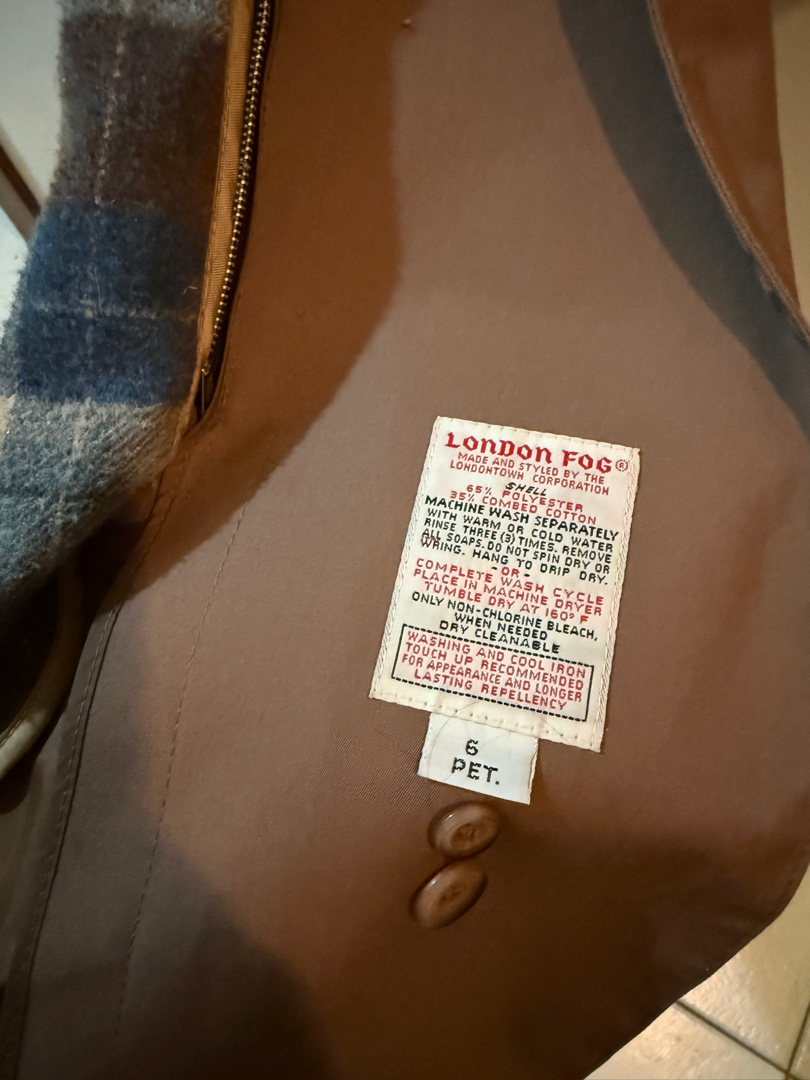 LONDON FOG®
MADE AND STYLED BY THE
LONDONTOWN CORPORATION
SHELL
65% POLYESTER
35% COMBED COTTON
MACHINE WASH SEPARATELY
WITH WARM OR COLD WATER
RINSE THREE (3) TIMES. REMOVE
ALL SOAPS. DO NOT SPIN DRY OR
WRING. HANG TO DRIP DRY.
- OR -
COMPLETE WASH CYCLE
PLACE IN MACHINE DRYER
TUMBLE DRY AT 160° F
ONLY NON-CHLORINE BLEACH,
WHEN NEEDED
DRY CLEANABLE
WASHING AND COOL IRON
TOUCH UP RECOMMENDED
FOR APPEARANCE AND LONGER
LASTING REPELLENCY
6
PET.